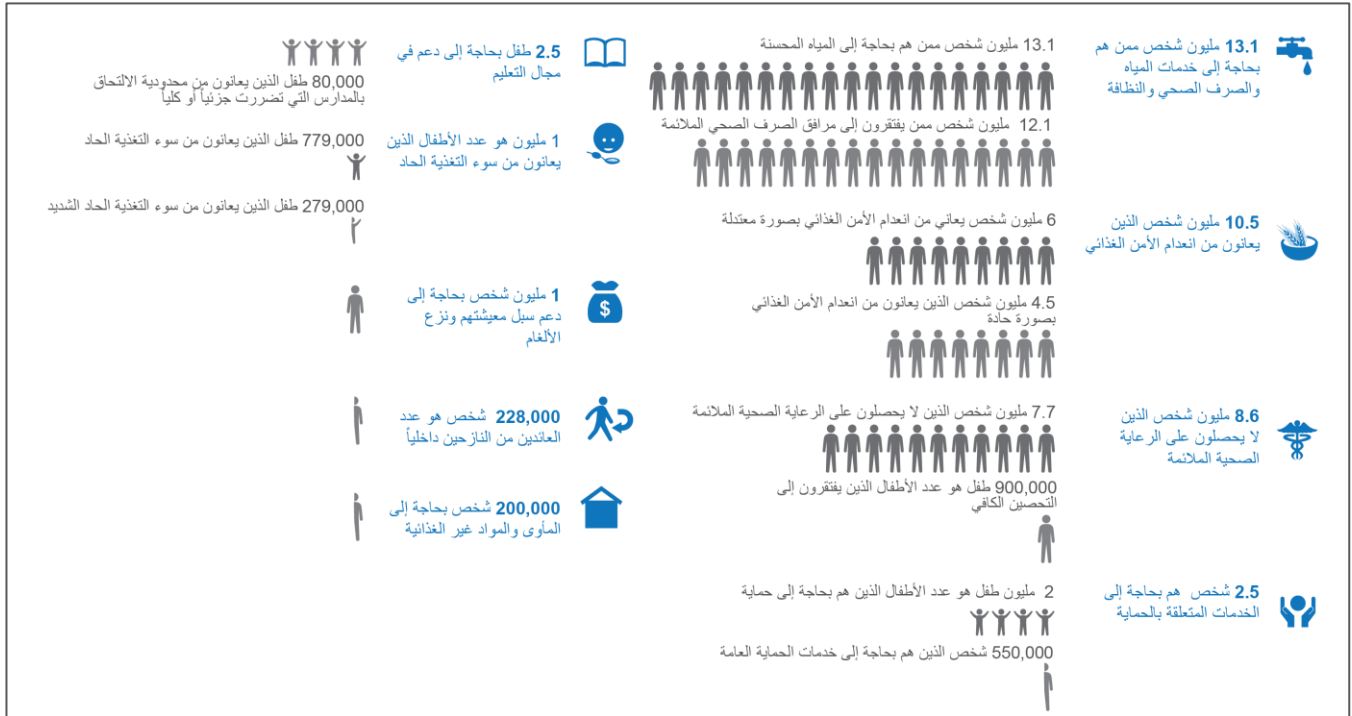 13.1 مليون شخص ممن هم
بحاجة إلى خدمات المياه
والصرف الصحي والنظافة
13.1 مليون شخص ممن هم بحاجة إلى المياه المحسنة
12.1 مليون شخص ممن يفتقرون إلى مرافق الصرف الصحي الملائمة
10.5 مليون شخص الذين
يعانون من انعدام الأمن الغذائي
6 مليون شخص يعاني من انعدام الأمن الغذائي بصورة معتدلة
4.5 مليون شخص الذين يعانون من انعدام الأمن الغذائي
بصورة حادة
8.6 مليون شخص الذين
لا يحصلون على الرعاية
الصحية الملائمة
7.7 مليون شخص الذين لا يحصلون على الرعاية الصحية الملائمة
900,000 طفل هو عدد الأطفال الذين يفتقرون إلى
التحصين الكافي
2.5 شخص هم بحاجة إلى
الخدمات المتعلقة بالحماية
2 مليون طفل هو عدد الأطفال الذين هم بحاجة إلى حماية
550,000 شخص الذين هم بحاجة إلى خدمات الحماية العامة
2.5 طفل بحاجة إلى دعم في
مجال التعليم
80,000 طفل الذين يعانون من محدودية الالتحاق
بالمدارس التي تضررت جزئياً أو كلياً
1 مليون هو عدد الأطفال الذين
يعانون من سوء التغذية الحاد
779,000 طفل الذين يعانون من سوء التغذية الحاد
279,000 طفل الذين يعانون من سوء التغذية الحاد الشديد
1 مليون شخص بحاجة إلى
دعم سبل معيشتهم ونزع
الألغام
$
228,000 شخص هو عدد
العائدين من النازحين داخلياً
200,000 شخص بحاجة إلى
المأوى والمواد غير الغذائية